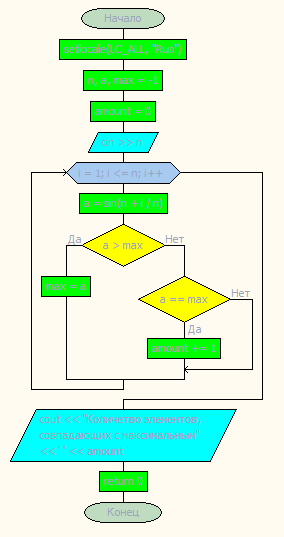 Начало
setlocale(LC_ALL, "Rus")
n, a, max = -1
amount = 0
cin >> n
i = 1; i <= n; i++
a = sin(n + i / n)
Да
a > max
Нет
max = a
a == max
Нет
Да
amount += 1
cout << "Количество элементов,
совпадающих с максимальным"
<< " " << amount
return 0
Конец